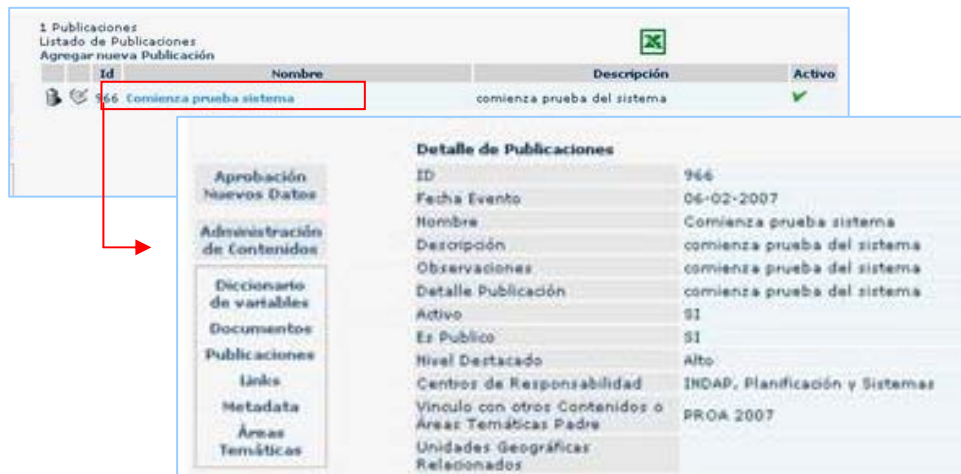 1 Publicaciones
Listado de Publicaciones
Agregar nueva Publicación
Id Nombre Descripción Activo
966 Comienza prueba sistema comienza prueba del sistema
Detalle de Publicaciones
Aprobación
Nuevos Datos
Administración
de Contenidos
Diccionario
de variables
Documentos
Publicaciones
Links
Metadata
Áreas
Temáticas
ID 966
Fecha Evento 06-02-2007
Nombre Comienza prueba sistema
Descripción comienza prueba del sistema
Observaciones comienza prueba del sistema
Detalle Publicación comienza prueba del sistema
Activo SI
Es Publico SI
Nivel Destacado Alto
Centros de Responsabilidad INDAP, Planificación y Sistemas
Vinculo con otros Contenidos o
Áreas Temáticas Padre PROA 2007
Unidades Geográficas
Relacionados